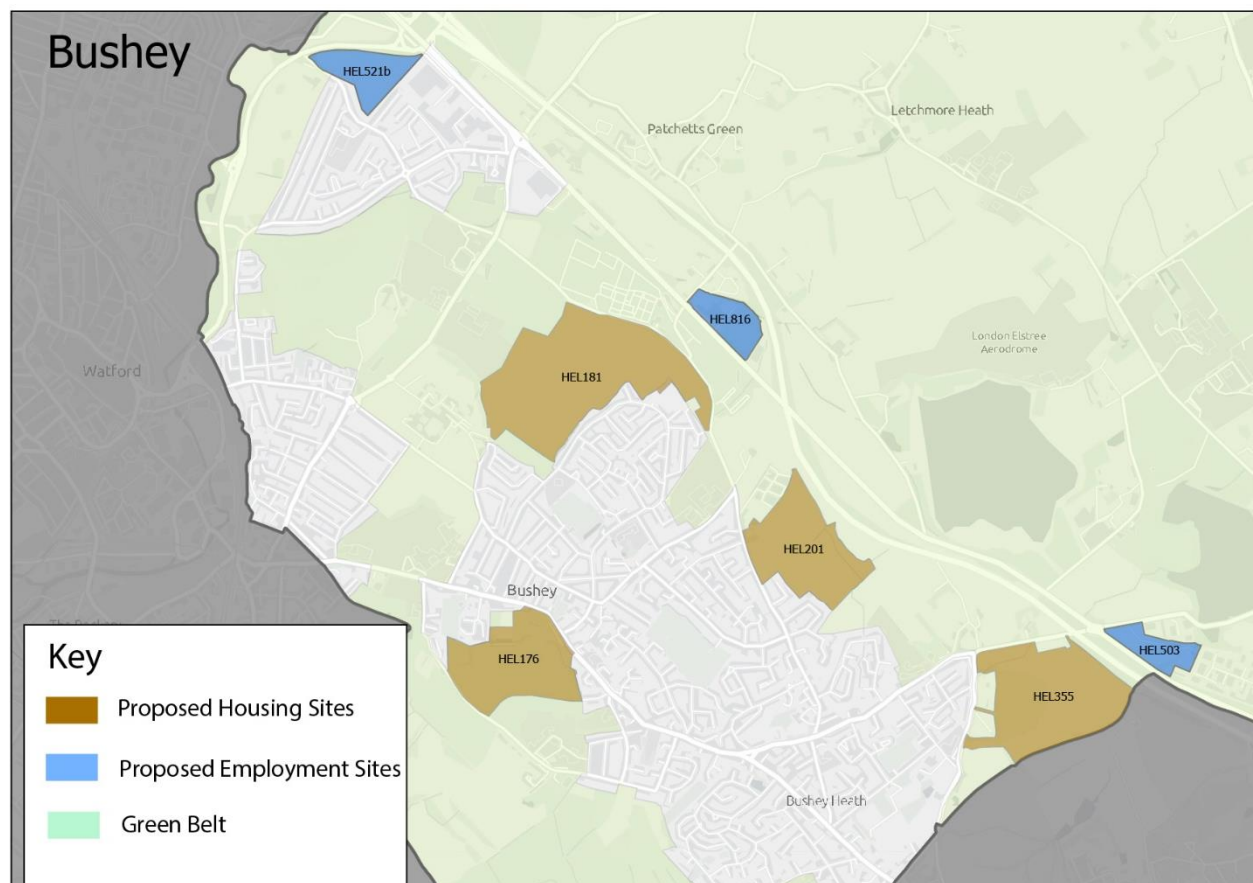 Bushey
HEL521b
Patchetts Green
Letchmore Heath
HEL816
London Elstree
Aerodrome
Watford
HEL181
HEL201
Bushey
HEL176
HEL503
HEL355
Bushey Heath
Key
Proposed Housing Sites
Proposed Employment Sites
Green Belt